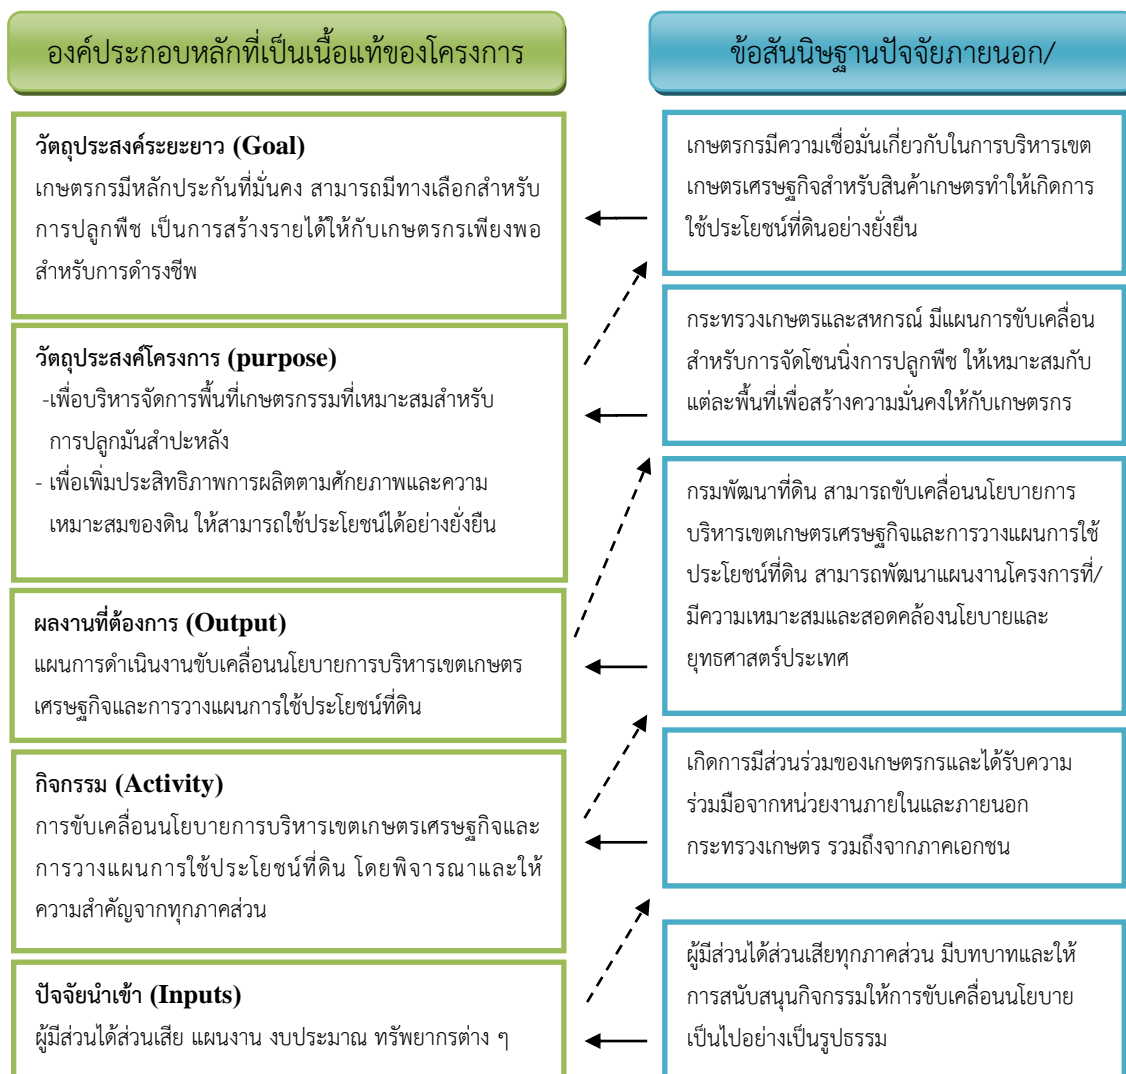 องค์ประกอบหลักที่เป็นเนื้อแท้ของโครงการ
วัตถุประสงค์ระยะยาว (Goal)
เกษตรกรมีหลักประกันที่มั่นคง สามารถมีทางเลือกสำหรับ
การปลูกพืช เป็นการสร้างรายได้ให้กับเกษตรกรเพียงพอ
สำหรับการดำรงชีพ
วัตถุประสงค์โครงการ (purpose)
-เพื่อบริหารจัดการพื้นที่เกษตรกรรมที่เหมาะสมสำหรับ
การปลูกมันสำปะหลัง
- เพื่อเพิ่มประสิทธิภาพการผลิตตามศักยภาพและความ
เหมาะสมของดิน ให้สามารถใช้ประโยชน์ได้อย่างยั่งยืน
ผลงานที่ต้องการ (Output)
แผนการดำเนินงานขับเคลื่อนนโยบายการบริหารเขตเกษตร
เศรษฐกิจและการวางแผนการใช้ประโยชน์ที่ดิน
กิจกรรม (Activity)
การขับเคลื่อนนโยบายการบริหารเขตเกษตรเศรษฐกิจและ
การวางแผนการใช้ประโยชน์ที่ดิน โดยพิจารณาและให้
ความสำคัญจากทุกภาคส่วน
ปัจจัยนำเข้า (Inputs)
ผู้มีส่วนได้ส่วนเสีย แผนงาน งบประมาณ ทรัพยากรต่าง ๆ
ข้อสันนิษฐานปัจจัยภายนอก/
เกษตรกรมีความเชื่อมั่นเกี่ยวกับในการบริหารเขต
เกษตรเศรษฐกิจสำหรับสินค้าเกษตรทำให้เกิดการ
ใช้ประโยชน์ที่ดินอย่างยั่งยืน
กระทรวงเกษตรและสหกรณ์ มีแผนการขับเคลื่อน
สำหรับการจัดโซนนิ่งการปลูกพืช ให้เหมาะสมกับ
แต่ละพื้นที่เพื่อสร้างความมั่นคงให้กับเกษตรกร
กรมพัฒนาที่ดิน สามารถขับเคลื่อนนโยบายการ
บริหารเขตเกษตรเศรษฐกิจและการวางแผนการใช้
ประโยชน์ที่ดิน สามารถพัฒนาแผนงานโครงการที่/
มีความเหมาะสมและสอดคล้องนโยบายและ
ยุทธศาสตร์ประเทศ
เกิดการมีส่วนร่วมของเกษตรกรและได้รับความ
ร่วมมือจากหน่วยงานภายในและภายนอก
กระทรวงเกษตร รวมถึงจากภาคเอกชน
ผู้มีส่วนได้ส่วนเสียทุกภาคส่วน มีบทบาทและให้
การสนับสนุนกิจกรรมให้การขับเคลื่อนนโยบาย
เป็นไปอย่างเป็นรูปธรรม